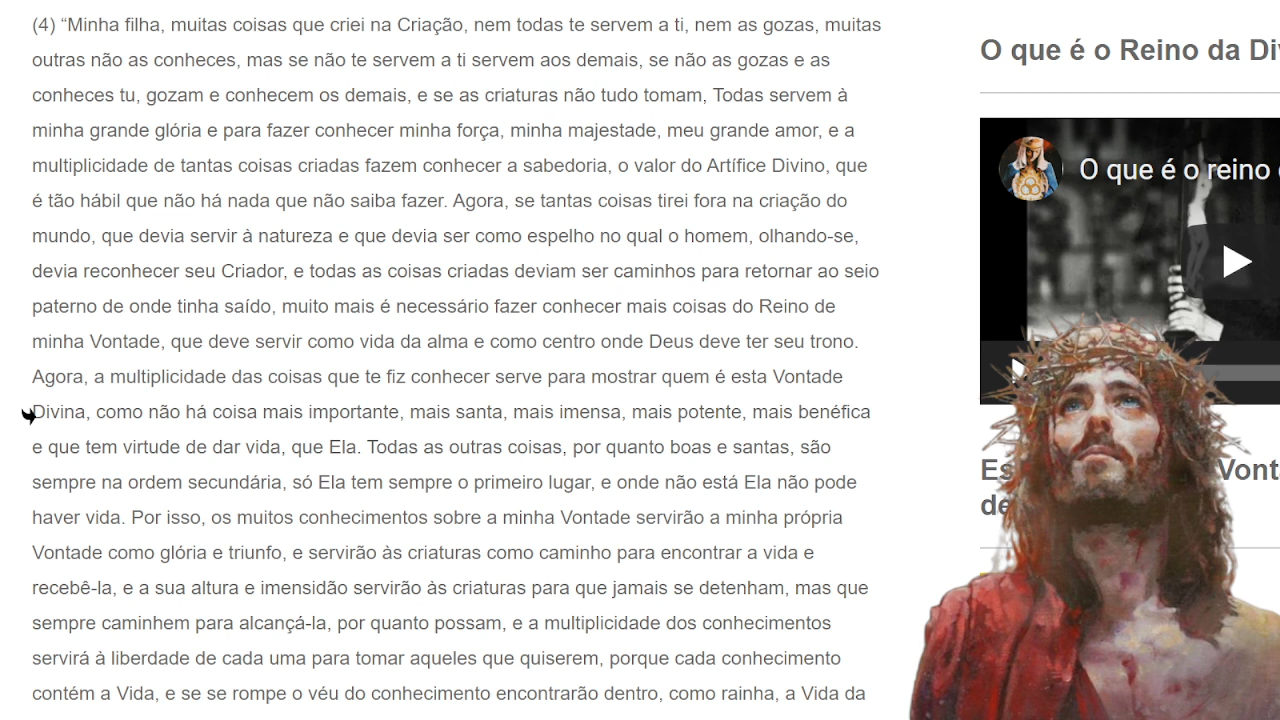 (4) “Minha filha, muitas coisas que criei na Criação, nem todas te servem a ti, nem as gozas, muitas
outras não as conheces, mas se não te servem a ti servem aos demais, se não as gozas e as
conheces tu, gozam e conhecem os demais, e se as criaturas não tudo tomam, Todas servem à
minha grande glória e para fazer conhecer minha força, minha majestade, meu grande amor, e a
multiplicidade de tantas coisas criadas fazem conhecer a sabedoria, o valor do Artífice Divino, que
é tão hábil que não há nada que não saiba fazer. Agora, se tantas coisas tirei fora na criação do
mundo, que devia servir à natureza e que devia ser como espelho no qual o homem, olhando-se,
devia reconhecer seu Criador, e todas as coisas criadas deviam ser caminhos para retornar ao seio
paterno de onde tinha saído, muito mais é necessário fazer conhecer mais coisas do Reino de
minha Vontade, que deve servir como vida da alma e como centro onde Deus deve ter seu trono.
Agora, a multiplicidade das coisas que te fiz conhecer serve para mostrar quem é esta Vontade
Divina, como não há coisa mais importante, mais santa, mais imensa, mais potente, mais benéfica
e que tem virtude de dar vida, que Ela. Todas as outras coisas, por quanto boas e santas, são
sempre na ordem secundária, só Ela tem sempre o primeiro lugar, e onde não está Ela não pode
haver vida. Por isso, os muitos conhecimentos sobre a minha Vontade servirão a minha própria
Vontade como glória e triunfo, e servirão às criaturas como caminho para encontrar a vida e
recebê-la, e a sua altura e imensidão servirão às criaturas para que jamais se detenham, mas que
sempre caminhem para alcançá-la, por quanto possam, e a multiplicidade dos conhecimentos
servirá à liberdade de cada uma para tomar aqueles que quiserem, porque cada conhecimento
contém a Vida, e se se rompe o véu do conhecimento encontrarão dentro, como rainha, a Vida da
O que é o Reino da Di
O que é o reino
Es
Vont
de